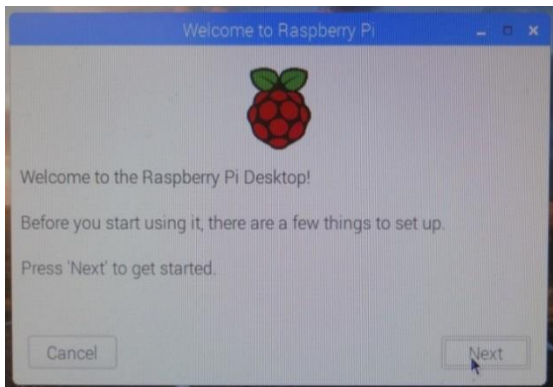 Welcome to Raspberry Pi
Welcome to the Raspberry Pi Desktop!
Before you start using it, there are a few things to set up.
Press 'Next' to get started.
Cancel
Next